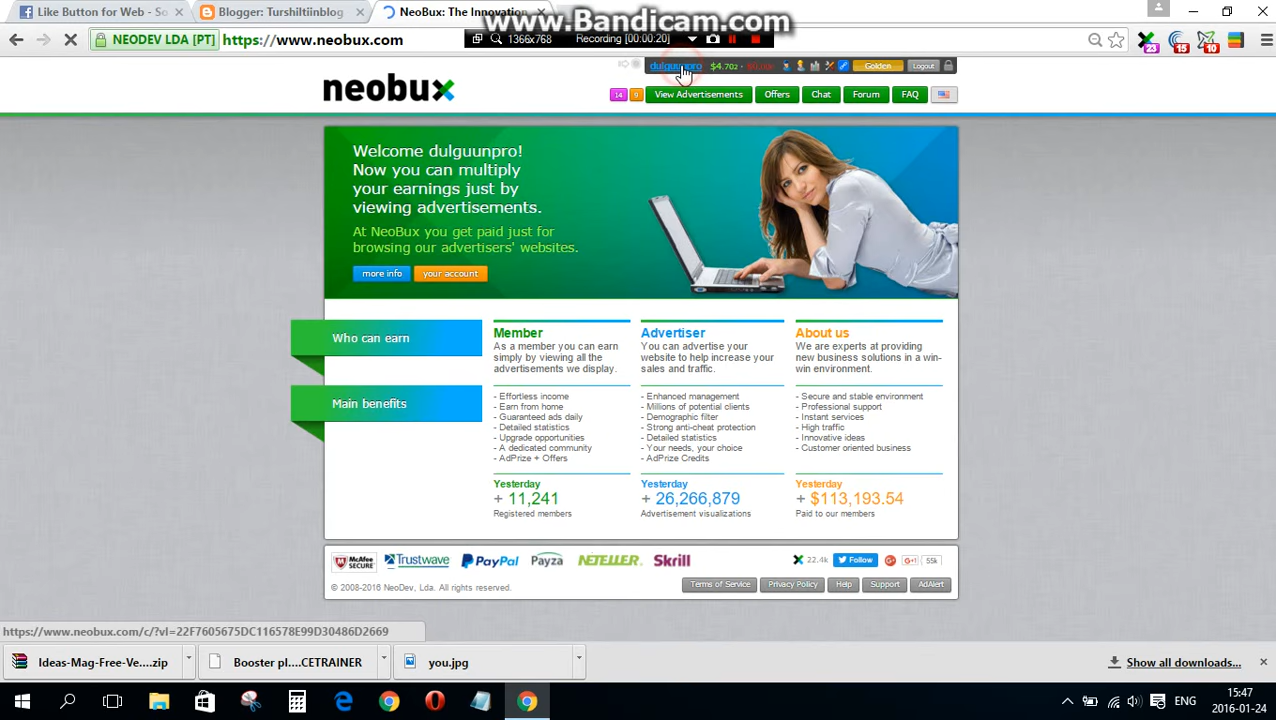 Like Button for Web - So
Blogger: Turshiltiinblog
NeoBux: The Innovation
www.Bandicam.com
NEODEV LDA [PT]
https://www.neobux.com
1366x768
Recording [00:00:20]
23
15
10
dulguunpro
$4.702
Golden
Logout
neobux
14
9
View Advertisements
Offers
Chat
Forum
FAQ
Welcome dulguunpro!
Now you can multiply
your earnings just by
viewing advertisements.
At NeoBux you get paid just for
browsing our advertisers' websites.
more info
your account
Who can earn
Main benefits
Member
As a member you can earn
simply by viewing all the
advertisements we display.
- Effortless income
- Earn from home
- Guaranteed ads daily
- Detailed statistics
- Upgrade opportunities
- A dedicated community
- AdPrize + Offers
Yesterday
+ 11,241
Registered members
Advertiser
You can advertise your
website to help increase your
sales and traffic.
- Enhanced management
- Millions of potential clients
- Demographic filter
- Strong anti-cheat protection
- Detailed statistics
- Your needs, your choice
- AdPrize Credits
Yesterday
+ 26,266,879
Advertisement visualizations
About us
We are experts at providing
new business solutions in a win-
win environment.
- Secure and stable environment
- Professional support
- Instant services
- High traffic
- Innovative ideas
- Customer oriented business
Yesterday
+ $113,193.54
Paid to our members
McAfee SECURE
Trustwave
PayPal
Payza
NETELLER
Skrill
22.4k
Follow
+1
55k
© 2008-2016 NeoDev, Lda. All rights reserved.
Terms of Service
Privacy Policy
Help
Support
AdAlert
https://www.neobux.com/c/?vl=22F7605675DC116578E99D30486D2669
Ideas-Mag-Free-Ve....zip
Booster pl....CETRAINER
you.jpg
Show all downloads...
ENG
15:47
2016-01-24